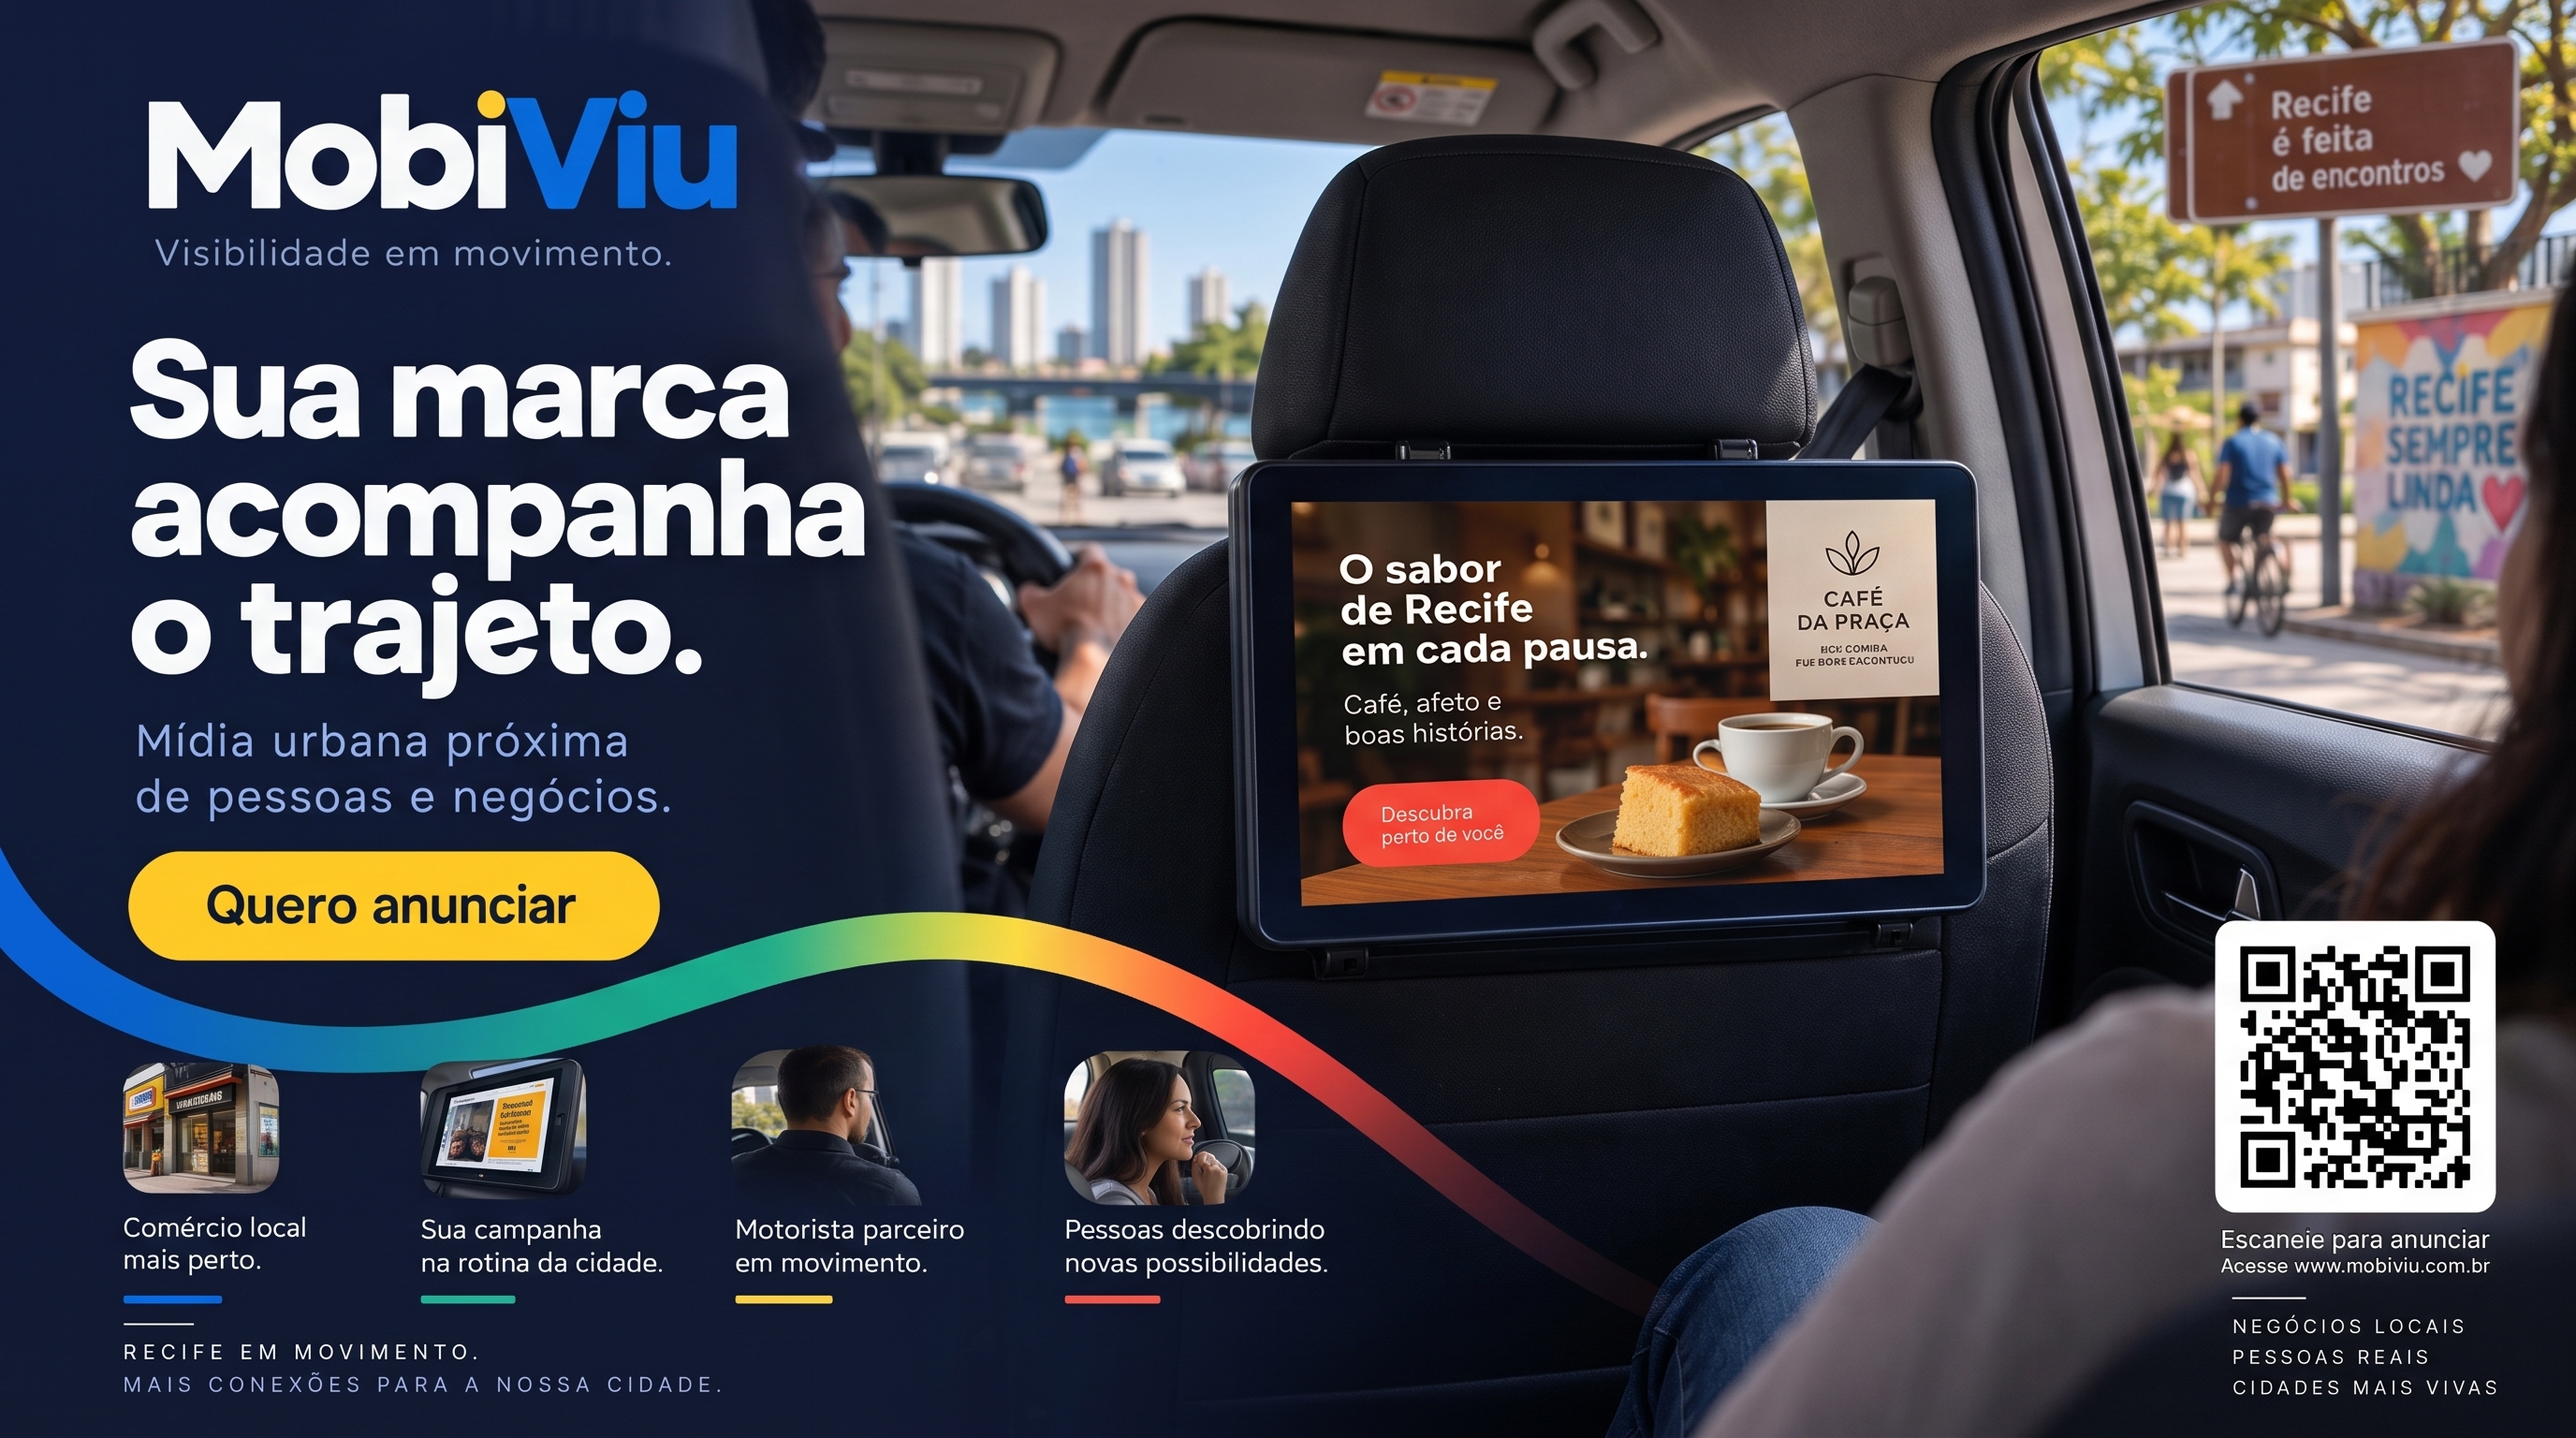 MobiViu
Visibilidade em movimento.
Sua marca
acompanha
o trajeto.
Mídia urbana próxima
de pessoas e negócios.
Quero anunciar
Recife
é feita
de encontros
RECIFE
SEMPRE
LINDA
O sabor
de Recife
em cada pausa.
Café, afeto e
boas histórias.
Descubra
perto de você
CAFÉ
DA PRAÇA
Comércio local
mais perto.
Sua campanha
na rotina da cidade.
Motorista parceiro
em movimento.
Pessoas descobrindo
novas possibilidades.
RECIFE EM MOVIMENTO.
MAIS CONEXÕES PARA A NOSSA CIDADE.
Escaneie para anunciar
Acesse www.mobiviu.com.br
NEGÓCIOS LOCAIS
PESSOAS REAIS
CIDADES MAIS VIVAS